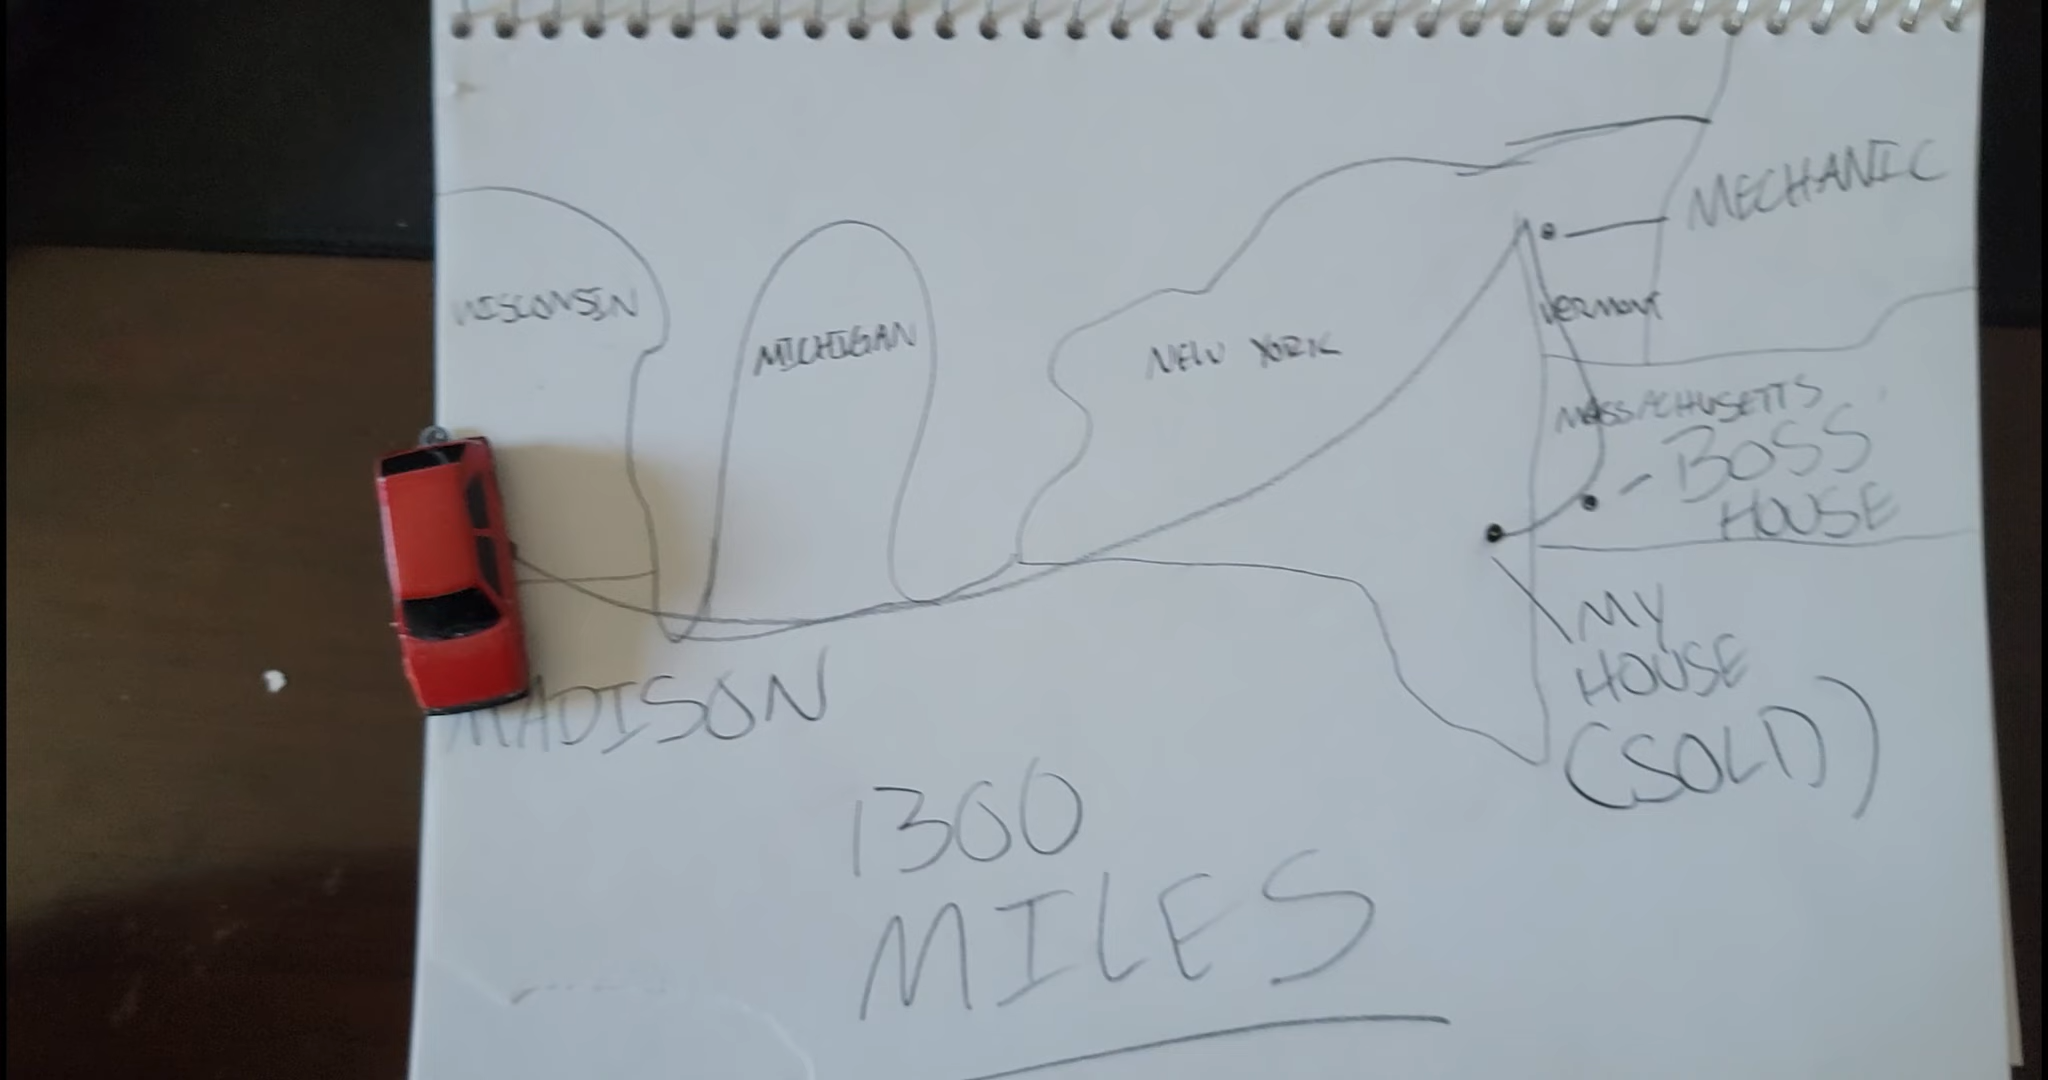 MECHANIC
WISCONSIN
MICHIGAN
NEW YORK
VERMONT
MASSACHUSETTS
- BOSS
HOUSE
MY
HOUSE
(SOLD)
MADISON
1300
MILES